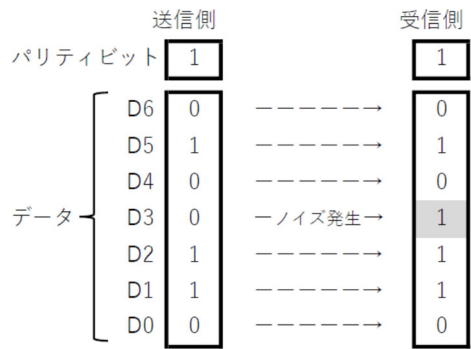 送信側 受信側
パリティビット 1 1
D6 0 0
D5 1 1
D4 0 0
データ D3 0 ノイズ発生 1
D2 1 1
D1 1 1
D0 0 0